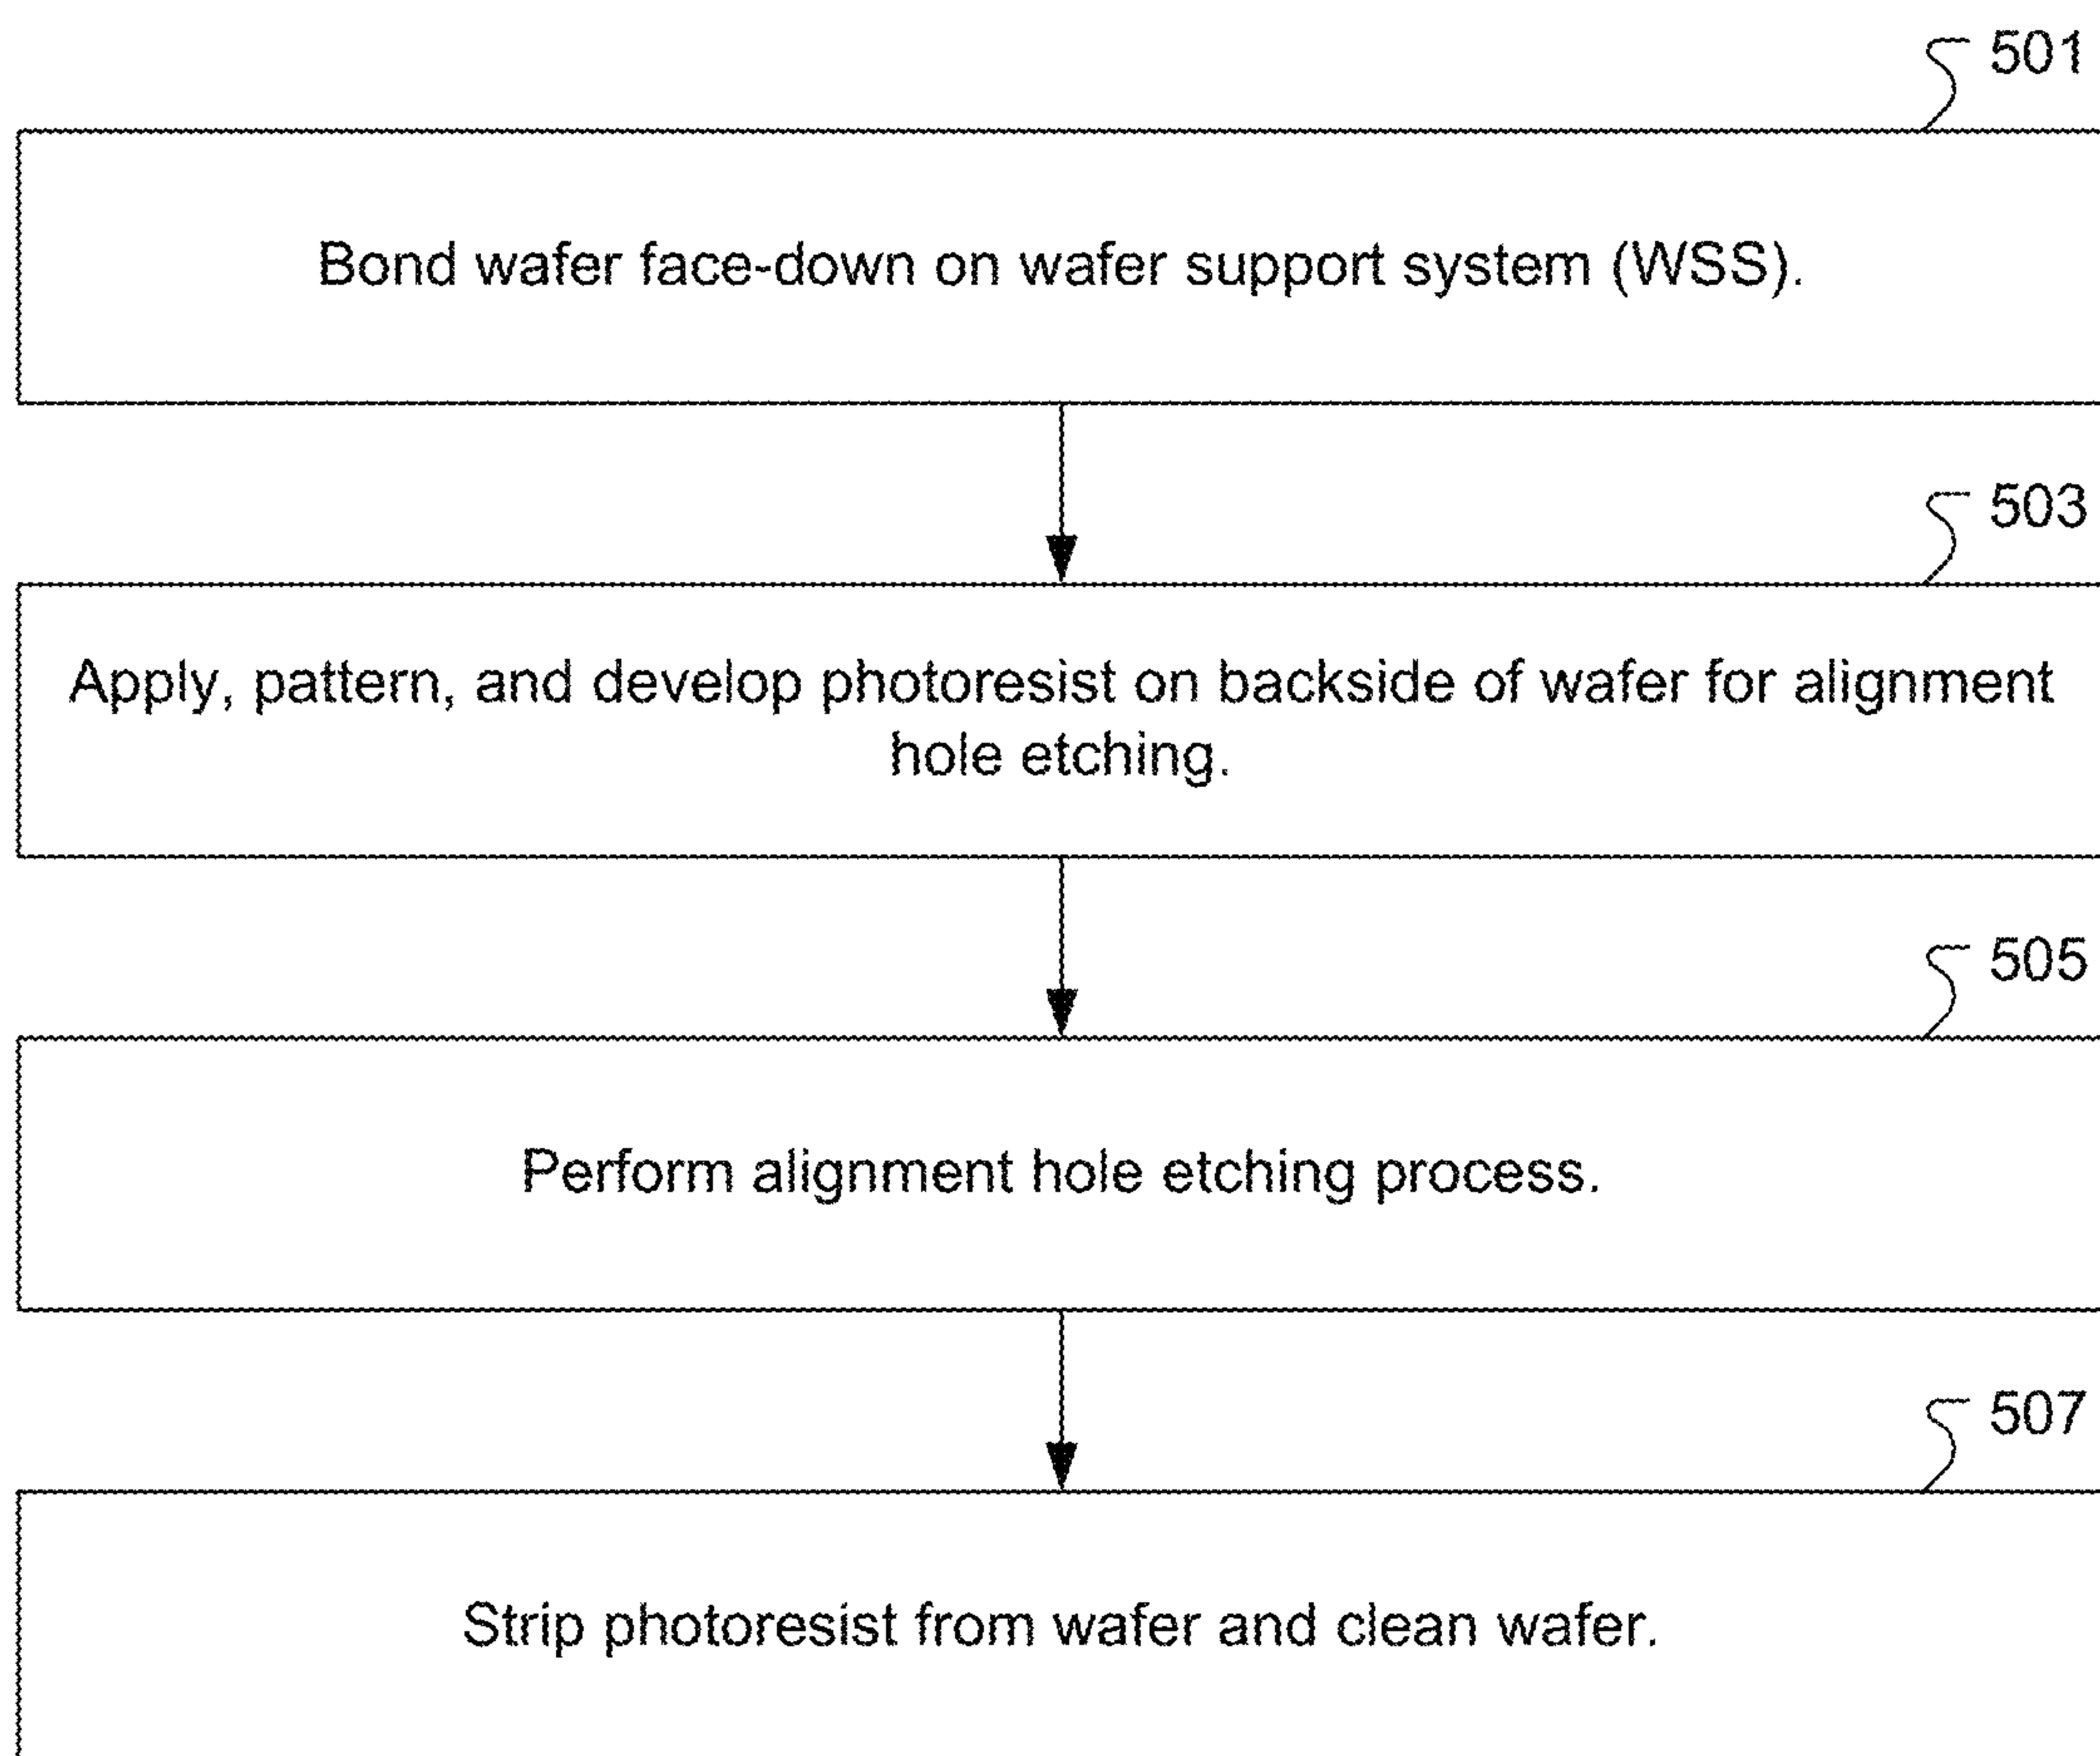 501
Bond wafer face-down on wafer support system (WSS).
503
Apply, pattern, and develop photoresist on backside of wafer for alignment
hole etching.
505
Perform alignment hole etching process.
507
Strip photoresist from wafer and clean wafer.